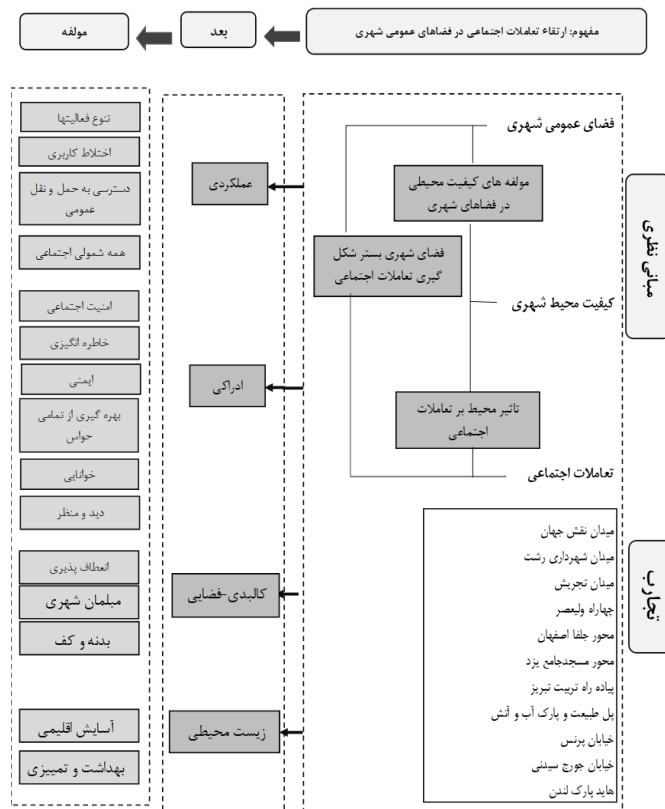 مفهوم: ارتقاء تعاملات اجتماعی در فضاهای عمومی شهری
بعد
مولفه
مبانی نظری
فضای عمومی شهری
مولفه های کیفیت محیطی
در فضاهای شهری
فضای شهری بستر شکل
گیری تعاملات اجتماعی
کیفیت محیط شهری
تاثیر محیط بر تعاملات
اجتماعی
تعاملات اجتماعی
تجارب
میدان نقش جهان
میدان شهرداری رشت
میدان تجریش
چهاراه ولیعصر
محور جلفا اصفهان
محور مسجدجامع یزد
پیاده راه تربیت تبریز
پل طبیعت و پارک آب و آتش
خیابان پرنس
خیابان جورج سیدنی
هاید پارک لندن
عملکردی
ادراکی
کالبدی-فضایی
زیست محیطی
تنوع فعالیتها
اختلاط کاربری
دسترسی به حمل و نقل
عمومی
همه شمولی اجتماعی
امنیت اجتماعی
خاطره انگیزی
ایمنی
بهره گیری از تمامی
حواس
خوانایی
دید و منظر
انعطاف پذیری
مبلمان شهری
بدنه و کف
آسایش اقلیمی
بهداشت و تمییزی